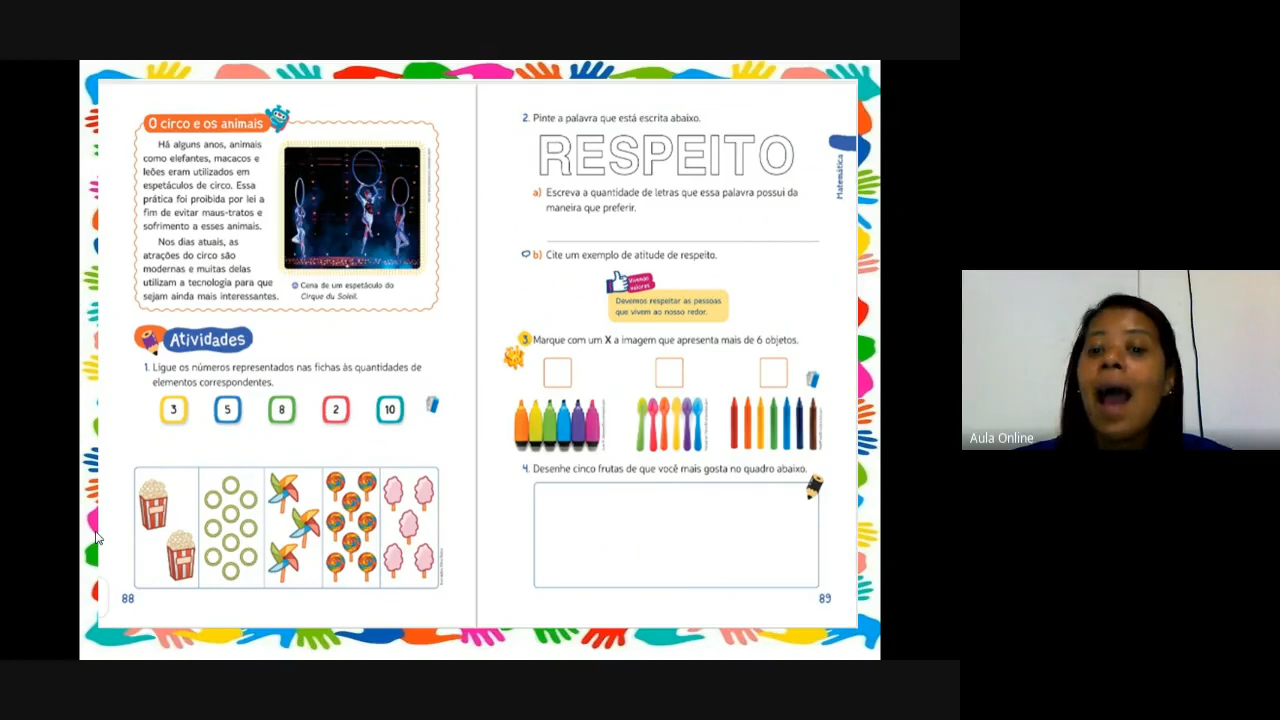 O circo e os animais
Há alguns anos, animais
como elefantes, macacos e
leões eram utilizados em
espetáculos de circo. Essa
prática foi proibida por lei a
fim de evitar maus-tratos e
sofrimento a esses animais.
Nos dias atuais, as
atrações do circo são
modernas e muitas delas
utilizam a tecnologia para que
sejam ainda mais interessantes.
Cena de um espetáculo do
Cirque du Soleil.
Atividades
1. Ligue os números representados nas fichas às quantidades de
elementos correspondentes.
3 5 8 2 10
88
2. Pinte a palavra que está escrita abaixo.
RESPEITO
a) Escreva a quantidade de letras que essa palavra possui da
maneira que preferir.
b) Cite um exemplo de atitude de respeito.
Vivendo
valores
Devemos respeitar as pessoas
que vivem ao nosso redor.
3. Marque com um X a imagem que apresenta mais de 6 objetos.
4. Desenhe cinco frutas de que você mais gosta no quadro abaixo.
89
Matemática
Aula Online